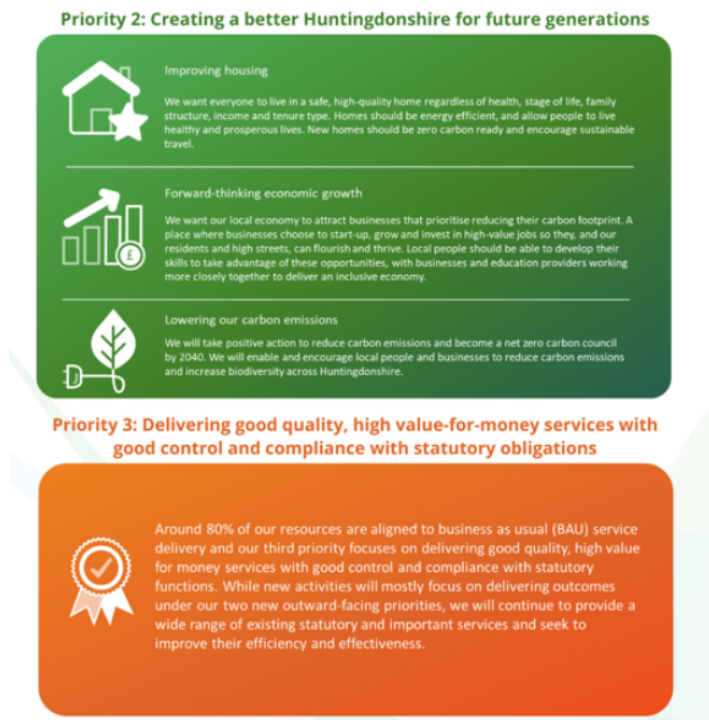 Priority 2: Creating a better Huntingdonshire for future generations
Improving housing
We want everyone to live in a safe, high-quality home regardless of health, stage of life, family
structure, income and tenure type. Homes should be energy efficient, and allow people to live
healthy and prosperous lives. New homes should be zero carbon ready and encourage sustainable
travel.
Forward-thinking economic growth
We want our local economy to attract businesses that prioritise reducing their carbon footprint. A
place where businesses choose to start-up, grow and invest in high-value jobs so they, and our
residents and high streets, can flourish and thrive. Local people should be able to develop their
skills to take advantage of these opportunities, with businesses and education providers working
more closely together to deliver an inclusive economy.
£
Lowering our carbon emissions
We will take positive action to reduce carbon emissions and become a net zero carbon council
by 2040. We will enable and encourage local people and businesses to reduce carbon emissions
and increase biodiversity across Huntingdonshire.
Priority 3: Delivering good quality, high value-for-money services with
good control and compliance with statutory obligations
Around 80% of our resources are aligned to business as usual (BAU) service
delivery and our third priority focuses on delivering good quality, high value
for money services with good control and compliance with statutory
functions. While new activities will mostly focus on delivering outcomes
under our two new outward-facing priorities, we will continue to provide a
wide range of existing statutory and important services and seek to
improve their efficiency and effectiveness.